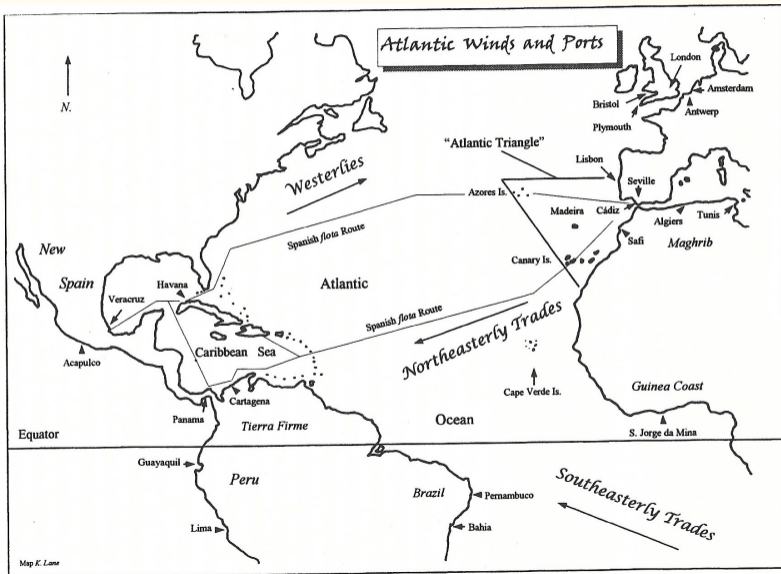 Atlantic Winds and Ports
N.
London
Amsterdam
Bristol
Antwerp
Plymouth
"Atlantic Triangle"
Lisbon
Westerlies
Seville
Azores Is.
Madeira
Cádiz
Algiers
Tunis
Spanish flota Route
Safi
Maghrib
New
Spain
Canary Is.
Havana
Atlantic
Veracruz
Spanish flota Route
Northeasterly Trades
Caribbean Sea
Acapulco
Cape Verde Is.
Guinea Coast
Cartagena
Panama
Tierra Firme
Ocean
S. Jorge da Mina
Equator
Guayaquil
Peru
Brazil
Pernambuco
Southeasterly Trades
Lima
Bahia
Map K. Lane